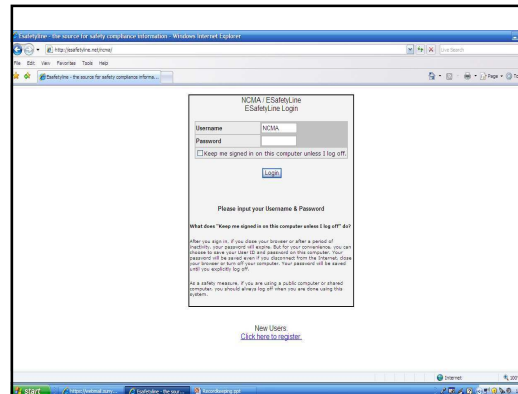 Esafetyline - the source for safety compliance information - Windows Internet Explorer
http://esafetyline.net/ncma/
Live Search
File Edit View Favorites Tools Help
Esafetyline - the source for safety compliance informa...
Page
NCMA / ESafetyLine
ESafetyLine Login
Username NCMA
Password
Keep me signed in on this computer unless I log off.
Login
Please input your Username & Password
What does "Keep me signed in on this computer unless I log off" do?
After you sign in, if you close your browser or after a period of
inactivity, your password will expire. But for your convenience, you can
choose to save your User ID and password on this computer. Your
password will be saved even if you disconnect from the Internet, close
your browser or turn off your computer. Your password will be saved
until you explicitly log off.
As a safety measure, if you are using a public computer or shared
computer, you should always log off when you are done using this
system.
New Users
Click here to register.
Internet
start
Esafetyline - the sour...
Recordkeeping.ppt